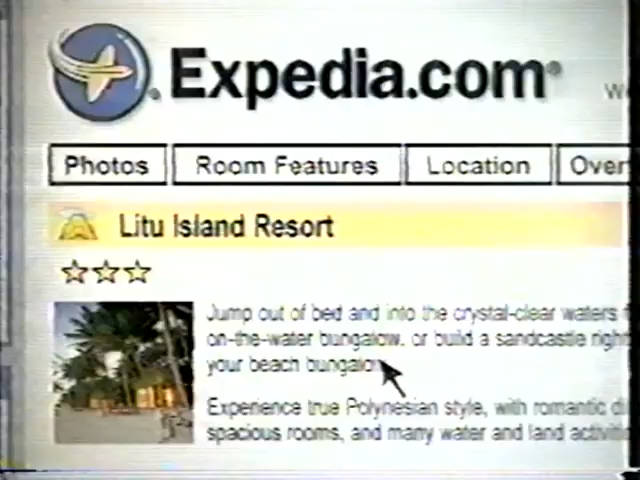 Expedia.com®
Photos
Room Features
Location
Litu Island Resort
Jump out of bed and into the crystal-clear waters
on-the-water bungalow, or build a sandcastle right
your beach bungalow
Experience true Polynesian style, with romantic
spacious rooms, and many water and land